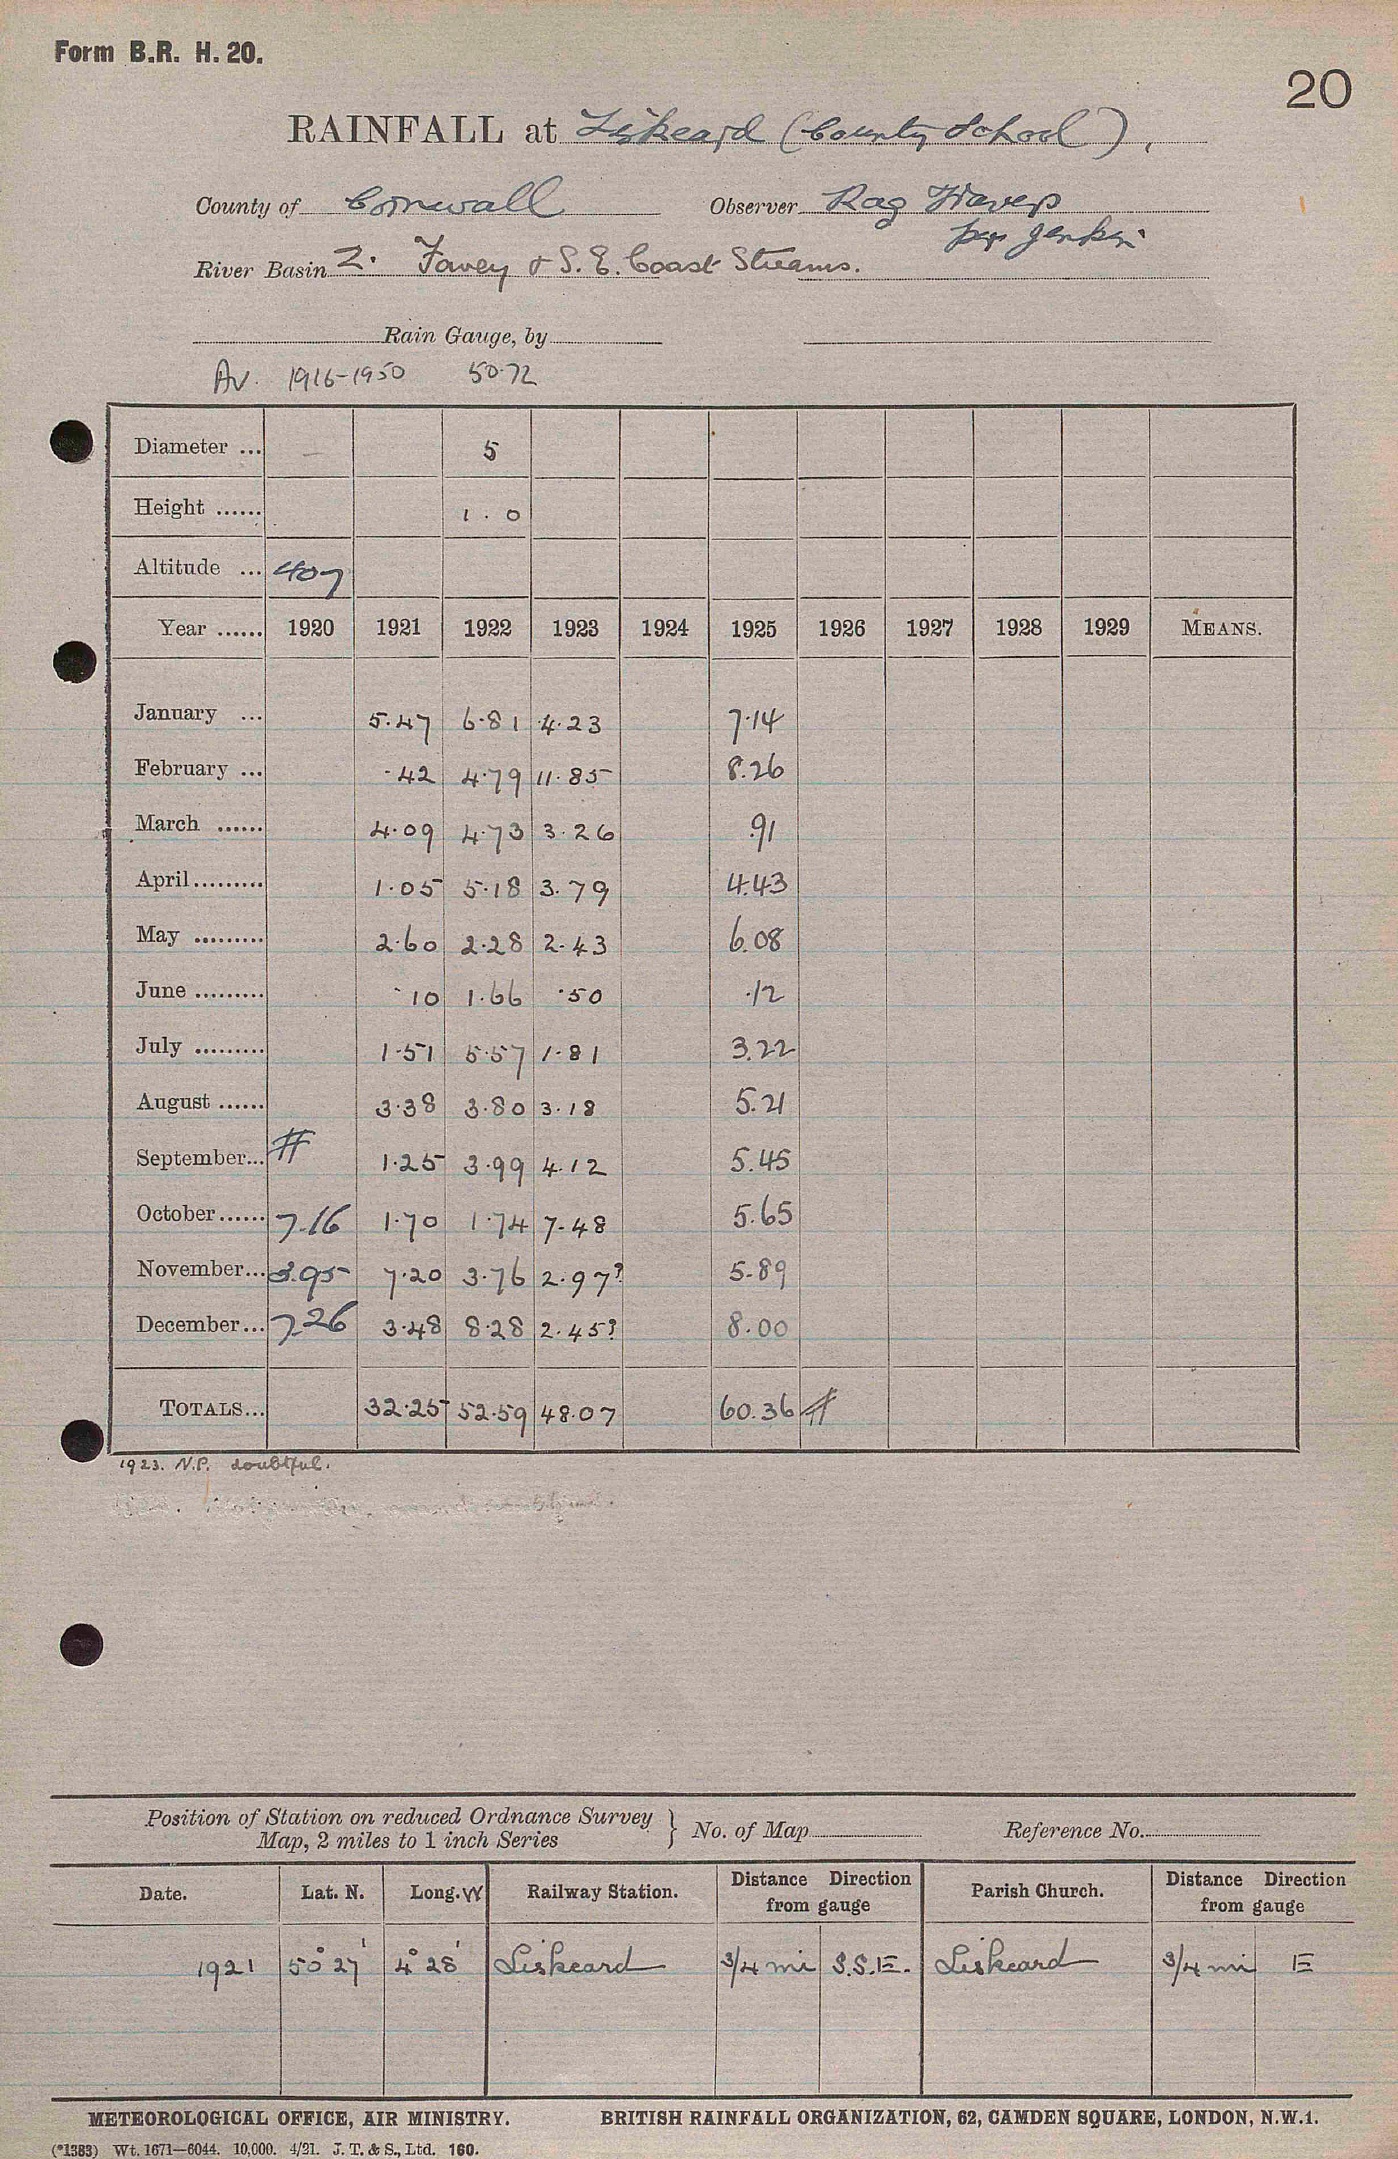 Form B.R. H. 20.
20
RAINFALL at Liskeard (County School),
County of Cornwall Observer
River Basin 2. Fowey & S.E. Coast Streams.
Rain Gauge, by
Av. 1916-1950 50.72
Diameter ... 5
Height ...... 1.0
Altitude ... 407
Year ...... 1920 1921 1922 1923 1924 1925 1926 1927 1928 1929 MEANS.
January ... 5.47 6.81 4.23 7.14
February ... .42 4.79 11.85 8.26
March ...... 4.09 4.73 3.26 .91
April......... 1.05 5.18 3.79 4.43
May ......... 2.60 2.28 2.43 6.08
June ......... .10 1.66 .50 .12
July ......... 1.51 5.57 1.81 3.22
August ...... 3.38 3.80 3.18 5.21
September... # 1.25 3.99 4.12 5.45
October...... 7.16 1.70 1.74 7.48 5.65
November... 3.95 7.20 3.76 2.97? 5.89
December... 7.26 3.48 8.28 2.45? 8.00
TOTALS... 32.25 52.59 48.07 60.36 #
1923. N.P. doubtful.
Position of Station on reduced Ordnance Survey
Map, 2 miles to 1 inch Series } No. of Map Reference No.
Date. Lat. N. Long. W Railway Station. Distance Direction from gauge Parish Church. Distance Direction from gauge
1921 50° 27' 4° 28' Liskeard 3/4 mi S.S.E. Liskeard 3/4 mi E
METEOROLOGICAL OFFICE, AIR MINISTRY. BRITISH RAINFALL ORGANIZATION, 62, CAMDEN SQUARE, LONDON, N.W.1.
(*1383) Wt. 1671—6044. 10,000. 4/21. J. T. & S., Ltd. 160.